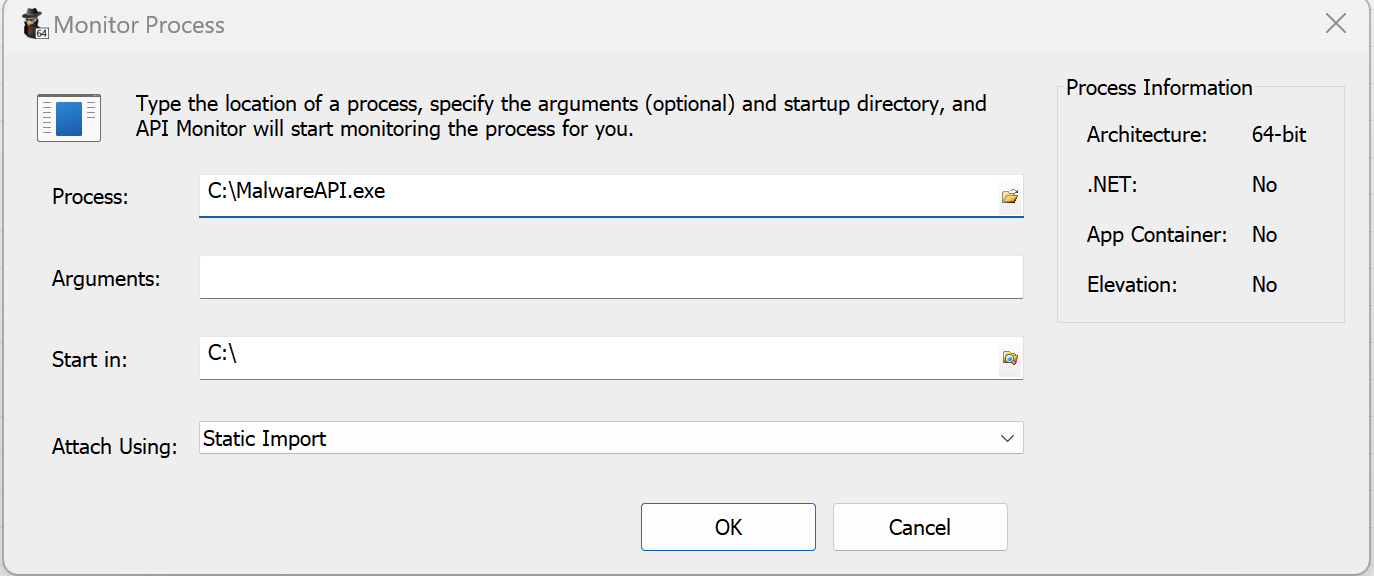 64
Monitor Process
Type the location of a process, specify the arguments (optional) and startup directory, and
API Monitor will start monitoring the process for you.
Process: C:\MalwareAPI.exe
Arguments:
Start in: C:\
Attach Using: Static Import
OK Cancel
Process Information
Architecture: 64-bit
.NET: No
App Container: No
Elevation: No